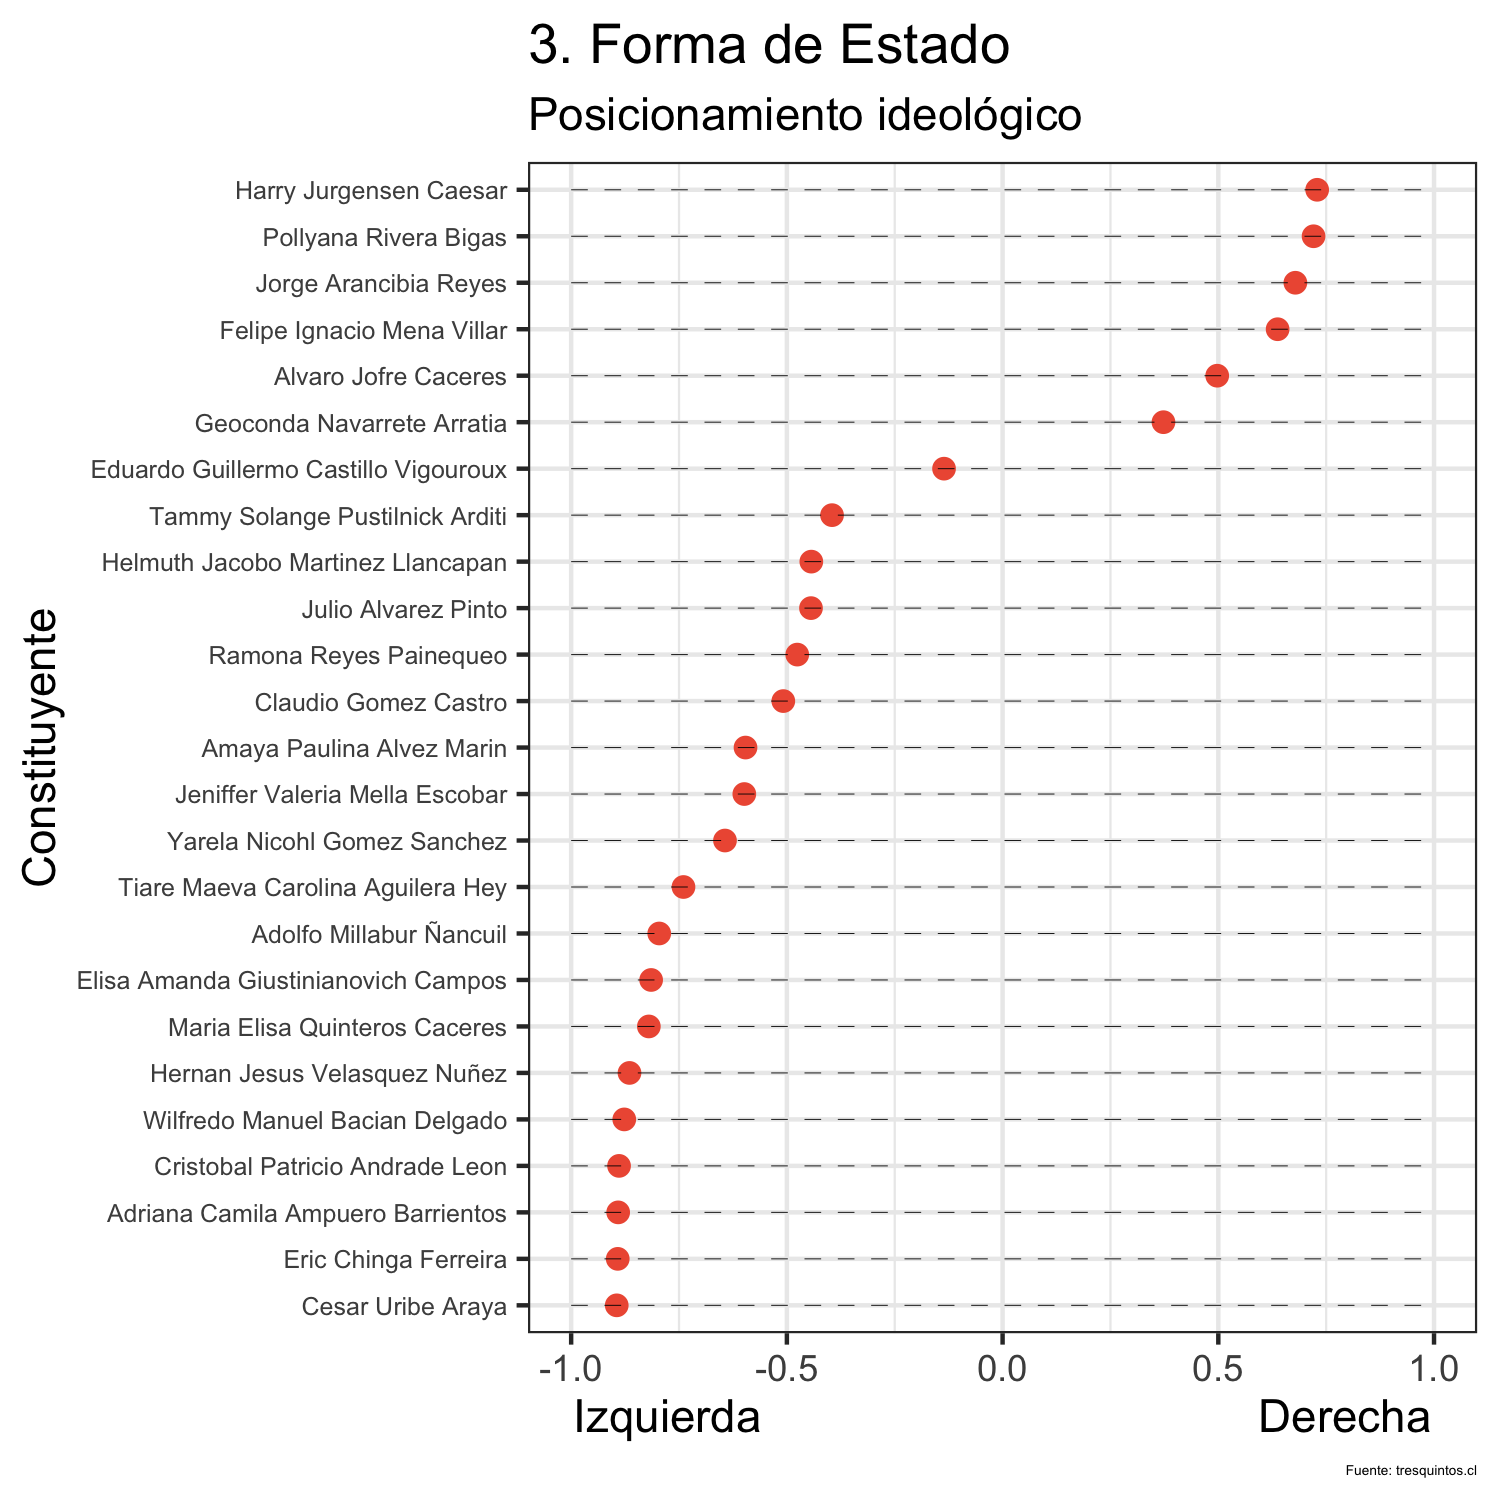 3. Forma de Estado
Posicionamiento ideológico
Constituyente
Harry Jurgensen Caesar
Pollyana Rivera Bigas
Jorge Arancibia Reyes
Felipe Ignacio Mena Villar
Alvaro Jofre Caceres
Geoconda Navarrete Arratia
Eduardo Guillermo Castillo Vigouroux
Tammy Solange Pustilnick Arditi
Helmuth Jacobo Martinez Llancapan
Julio Alvarez Pinto
Ramona Reyes Painequeo
Claudio Gomez Castro
Amaya Paulina Alvez Marin
Jeniffer Valeria Mella Escobar
Yarela Nicohl Gomez Sanchez
Tiare Maeva Carolina Aguilera Hey
Adolfo Millabur Ñancuil
Elisa Amanda Giustinianovich Campos
Maria Elisa Quinteros Caceres
Hernan Jesus Velasquez Nuñez
Wilfredo Manuel Bacian Delgado
Cristobal Patricio Andrade Leon
Adriana Camila Ampuero Barrientos
Eric Chinga Ferreira
Cesar Uribe Araya
-1.0 -0.5 0.0 0.5 1.0
Izquierda Derecha
Fuente: tresquintos.cl